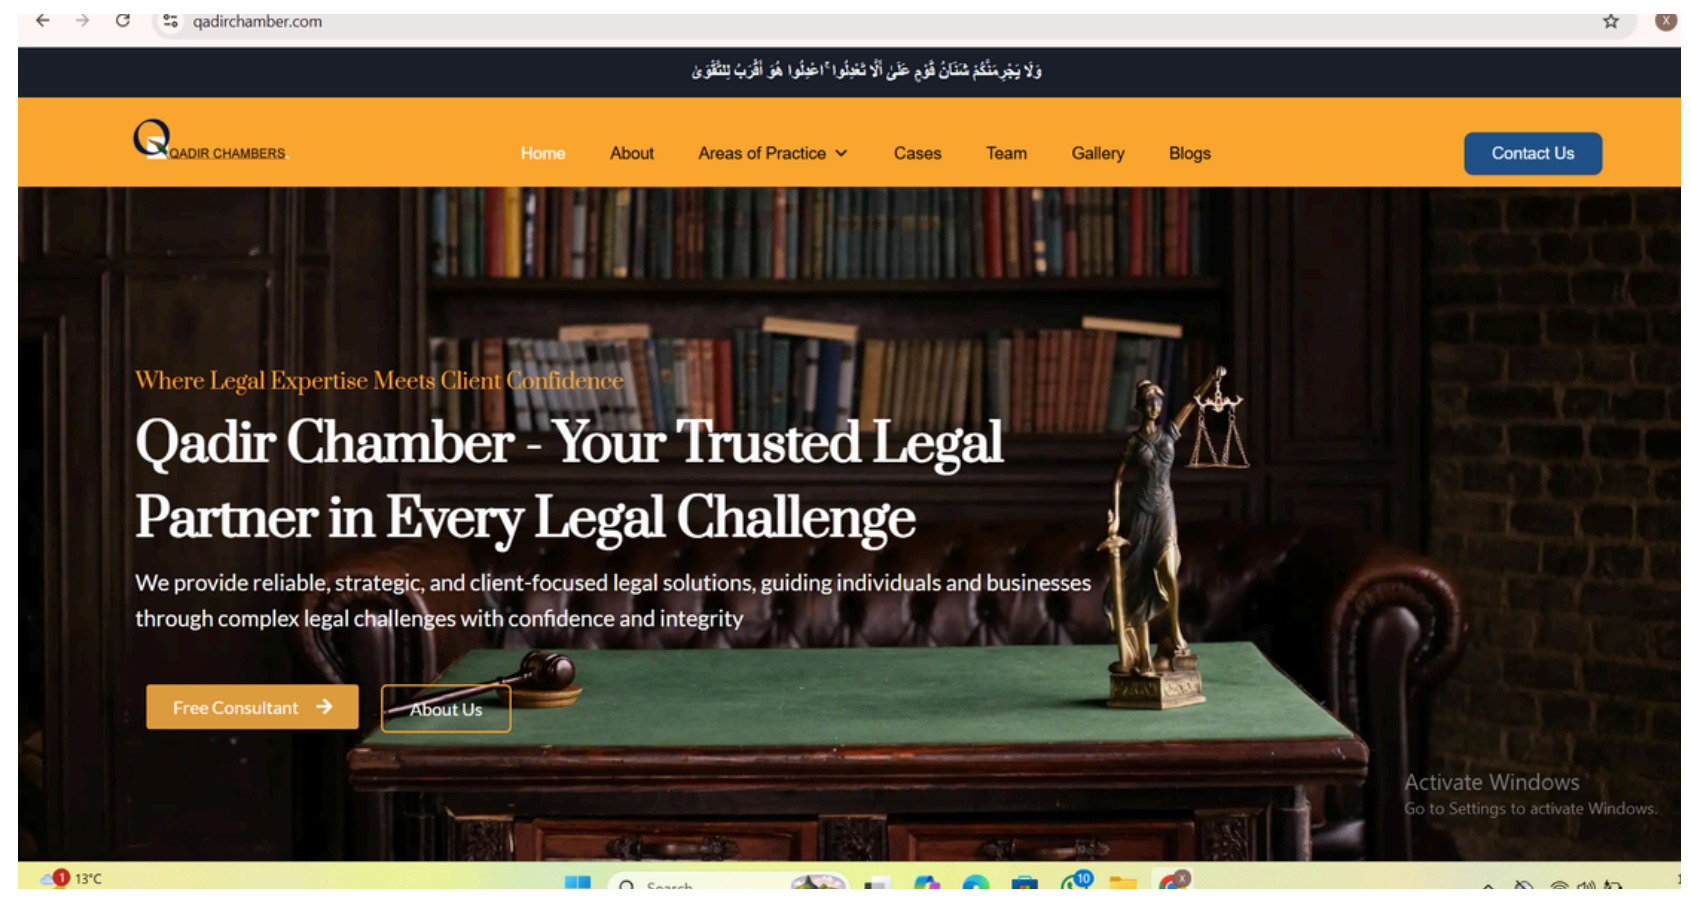 qadirchamber.com
X
وَلَا يَجْرِمَنَّكُمْ شَنَآنُ قَوْمٍ عَلَىٰ أَلَّا تَعْدِلُوا ۚ اعْدِلُوا هُوَ أَقْرَبُ لِلتَّقْوَىٰ
QADIR CHAMBERS.
Home About Areas of Practice Cases Team Gallery Blogs
Contact Us
Where Legal Expertise Meets Client Confidence
Qadir Chamber - Your Trusted Legal
Partner in Every Legal Challenge
We provide reliable, strategic, and client-focused legal solutions, guiding individuals and businesses
through complex legal challenges with confidence and integrity
Free Consultant
About Us
Activate Windows
Go to Settings to activate Windows.
1 13°C
Search
10
X